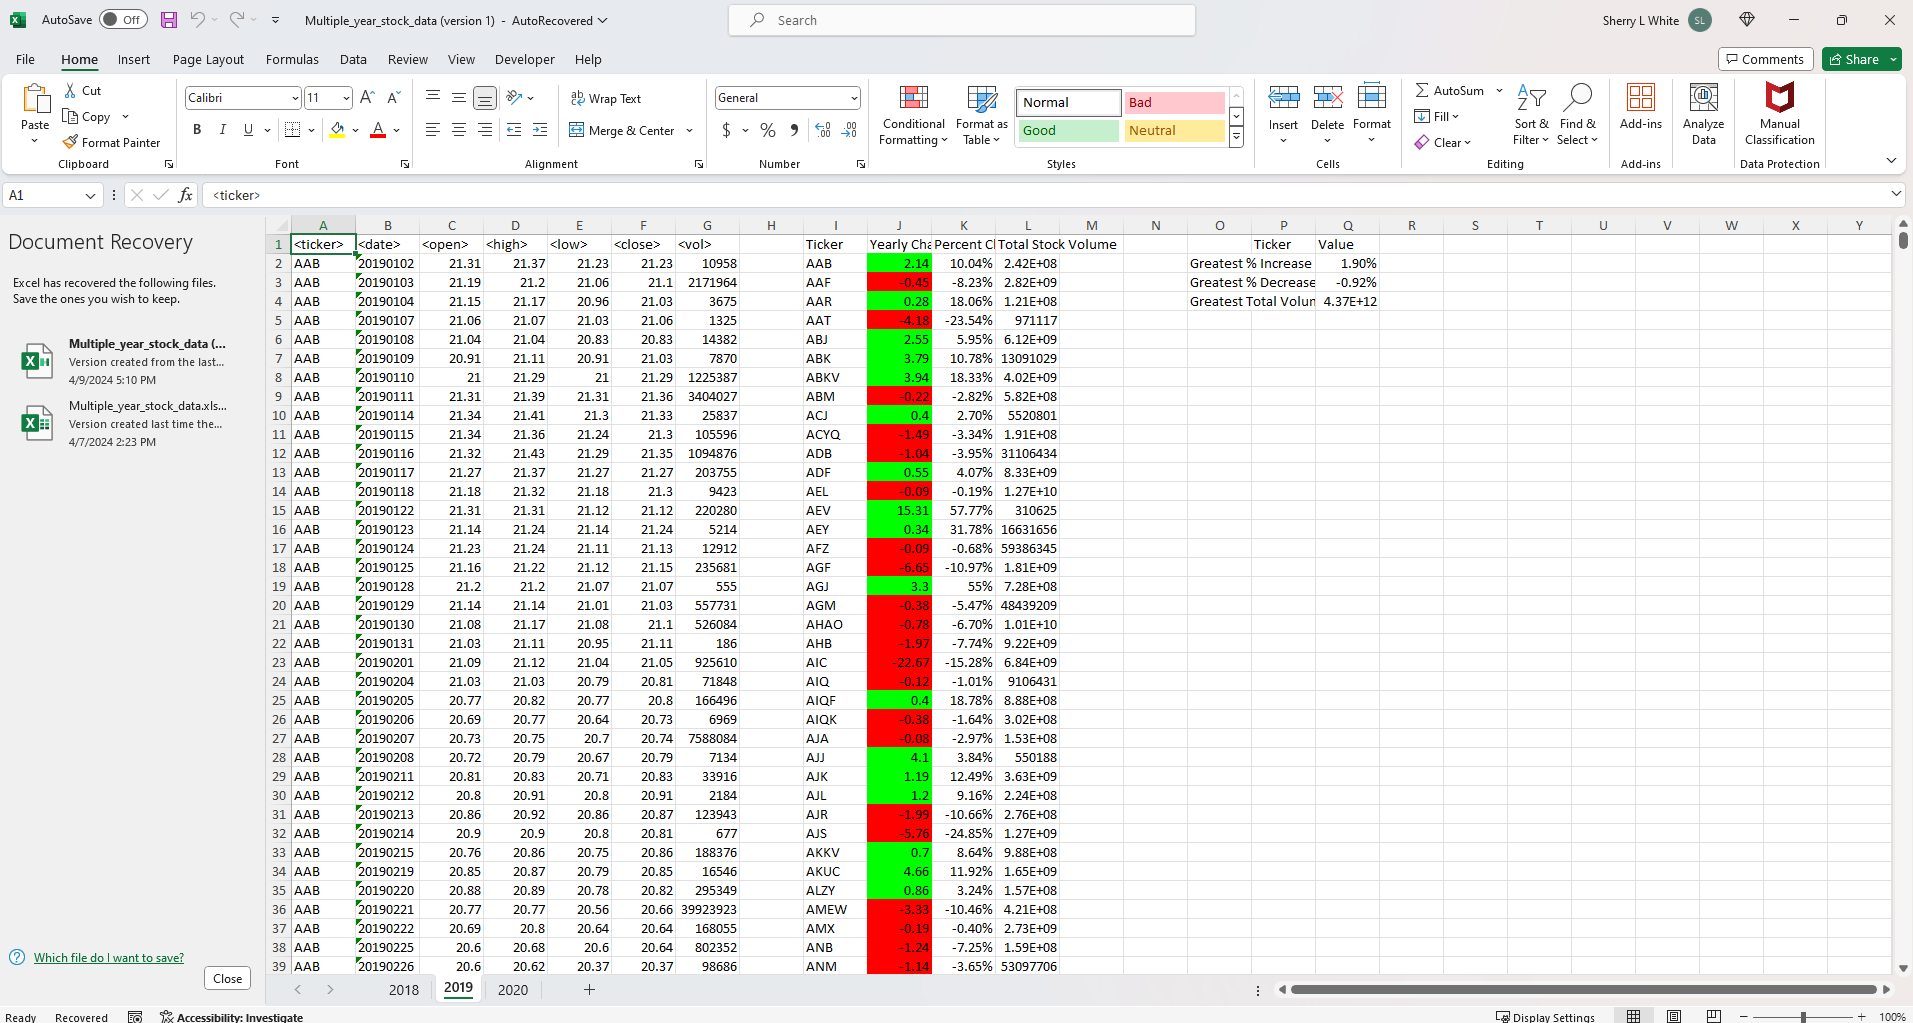 AutoSave Off Multiple_year_stock_data (version 1) - AutoRecovered Search Sherry L White SL
File Home Insert Page Layout Formulas Data Review View Developer Help Comments Share
Paste Cut Copy Format Painter Clipboard
Calibri 11 B I U A Font
Wrap Text Merge & Center Alignment
General $ % Number
Conditional Formatting Format as Table Normal Bad Good Neutral Styles
Insert Delete Format Cells
AutoSum Fill Clear Sort & Filter Find & Select Editing
Add-ins Add-ins
Analyze Data
Manual Classification Data Protection
A1 fx <ticker>
Document Recovery
Excel has recovered the following files.
Save the ones you wish to keep.
Multiple_year_stock_data (...
Version created from the last...
4/9/2024 5:10 PM
Multiple_year_stock_data.xls...
Version created last time the...
4/7/2024 2:23 PM
Which file do I want to save?
Close
A B C D E F G H I J K L M N O P Q R S T U V W X Y
1 <ticker> <date> <open> <high> <low> <close> <vol> Ticker Yearly Cha Percent Cl Total Stock Volume Ticker Value
2 AAB 20190102 21.31 21.37 21.23 21.23 10958 AAB 2.14 10.04% 2.42E+08 Greatest % Increase 1.90%
3 AAB 20190103 21.19 21.2 21.06 21.1 2171964 AAF -0.45 -8.23% 2.82E+09 Greatest % Decrease -0.92%
4 AAB 20190104 21.15 21.17 20.96 21.03 3675 AAR 0.28 18.06% 1.21E+08 Greatest Total Volun 4.37E+12
5 AAB 20190107 21.06 21.07 21.03 21.06 1325 AAT -4.18 -23.54% 971117
6 AAB 20190108 21.04 21.04 20.83 20.83 14382 ABJ 2.55 5.95% 6.12E+09
7 AAB 20190109 20.91 21.11 20.91 21.03 7870 ABK 3.79 10.78% 13091029
8 AAB 20190110 21 21.29 21 21.29 1225387 ABKV 3.94 18.33% 4.02E+09
9 AAB 20190111 21.31 21.39 21.31 21.36 3404027 ABM -0.22 -2.82% 5.82E+08
10 AAB 20190114 21.34 21.41 21.3 21.33 25837 ACJ 0.4 2.70% 5520801
11 AAB 20190115 21.34 21.36 21.24 21.3 105596 ACYQ -1.49 -3.34% 1.91E+08
12 AAB 20190116 21.32 21.43 21.29 21.35 1094876 ADB -1.04 -3.95% 31106434
13 AAB 20190117 21.27 21.37 21.27 21.27 203755 ADF 0.55 4.07% 8.33E+09
14 AAB 20190118 21.18 21.32 21.18 21.3 9423 AEL -0.09 -0.19% 1.27E+10
15 AAB 20190122 21.31 21.31 21.12 21.12 220280 AEV 15.31 57.77% 310625
16 AAB 20190123 21.14 21.24 21.14 21.24 5214 AEY 0.34 31.78% 16631656
17 AAB 20190124 21.23 21.24 21.11 21.13 12912 AFZ -0.09 -0.68% 59386345
18 AAB 20190125 21.16 21.22 21.12 21.15 235681 AGF -6.65 -10.97% 1.81E+09
19 AAB 20190128 21.2 21.2 21.07 21.07 555 AGJ 3.3 55% 7.28E+08
20 AAB 20190129 21.14 21.14 21.01 21.03 557731 AGM -0.38 -5.47% 48439209
21 AAB 20190130 21.08 21.17 21.08 21.1 526084 AHAO -0.78 -6.70% 1.01E+10
22 AAB 20190131 21.03 21.11 20.95 21.11 186 AHB -1.97 -7.74% 9.22E+09
23 AAB 20190201 21.09 21.12 21.04 21.05 925610 AIC -22.67 -15.28% 6.84E+09
24 AAB 20190204 21.03 21.03 20.79 20.81 71848 AIQ -0.12 -1.01% 9106431
25 AAB 20190205 20.77 20.82 20.77 20.8 166496 AIQF 0.4 18.78% 8.88E+08
26 AAB 20190206 20.69 20.77 20.64 20.73 6969 AIQK -0.38 -1.64% 3.02E+08
27 AAB 20190207 20.73 20.75 20.7 20.74 7588084 AJA -0.08 -2.97% 1.53E+08
28 AAB 20190208 20.72 20.79 20.67 20.79 7134 AJJ 4.1 3.84% 550188
29 AAB 20190211 20.81 20.83 20.71 20.83 33916 AJK 1.19 12.49% 3.63E+09
30 AAB 20190212 20.8 20.91 20.8 20.91 2184 AJL 1.2 9.16% 2.24E+08
31 AAB 20190213 20.86 20.92 20.86 20.87 123943 AJR -1.99 -10.66% 2.76E+08
32 AAB 20190214 20.9 20.9 20.8 20.81 677 AJS -5.76 -24.85% 1.27E+09
33 AAB 20190215 20.76 20.86 20.75 20.86 188376 AKKV 0.7 8.64% 9.88E+08
34 AAB 20190219 20.85 20.87 20.79 20.85 16546 AKUC 4.66 11.92% 1.65E+09
35 AAB 20190220 20.88 20.89 20.78 20.82 295349 ALZY 0.86 3.24% 1.57E+08
36 AAB 20190221 20.77 20.77 20.56 20.66 39923923 AMEW -3.33 -10.46% 4.21E+08
37 AAB 20190222 20.69 20.8 20.64 20.64 168055 AMX -0.19 -0.40% 2.73E+09
38 AAB 20190225 20.6 20.68 20.6 20.64 802352 ANB -1.24 -7.25% 1.59E+08
39 AAB 20190226 20.6 20.62 20.37 20.37 98686 ANM -1.14 -3.65% 53097706
2018 2019 2020
Ready Recovered Accessibility: Investigate Display Settings 100%